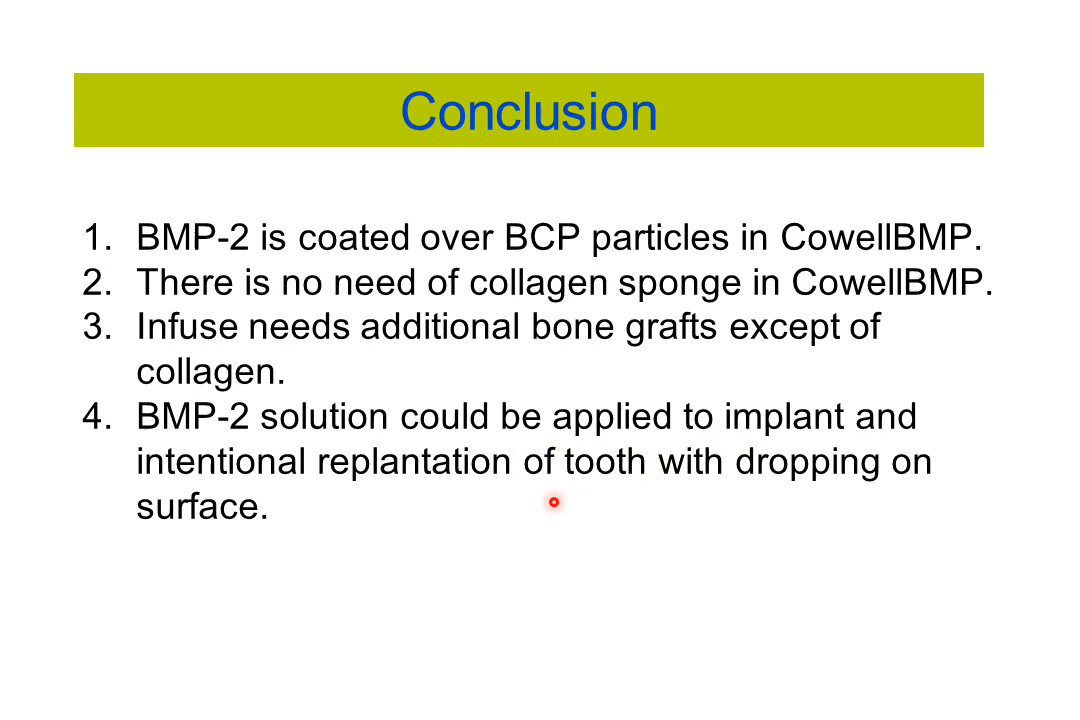 Conclusion
1. BMP-2 is coated over BCP particles in CowellBMP.
2. There is no need of collagen sponge in CowellBMP.
3. Infuse needs additional bone grafts except of
collagen.
4. BMP-2 solution could be applied to implant and
intentional replantation of tooth with dropping on
surface.